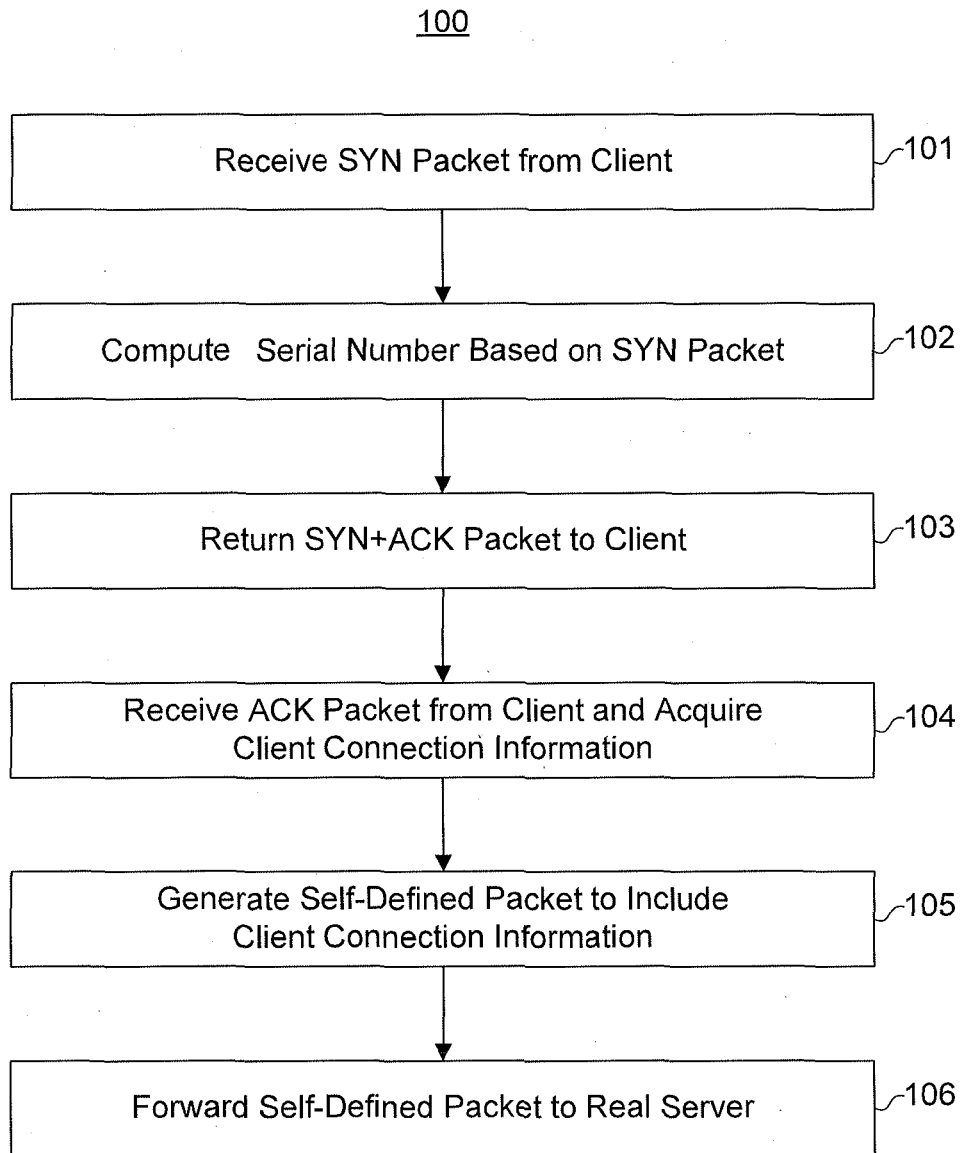 100
Receive SYN Packet from Client
101
Compute Serial Number Based on SYN Packet
102
Return SYN+ACK Packet to Client
103
Receive ACK Packet from Client and Acquire
Client Connection Information
104
Generate Self-Defined Packet to Include
Client Connection Information
105
Forward Self-Defined Packet to Real Server
106